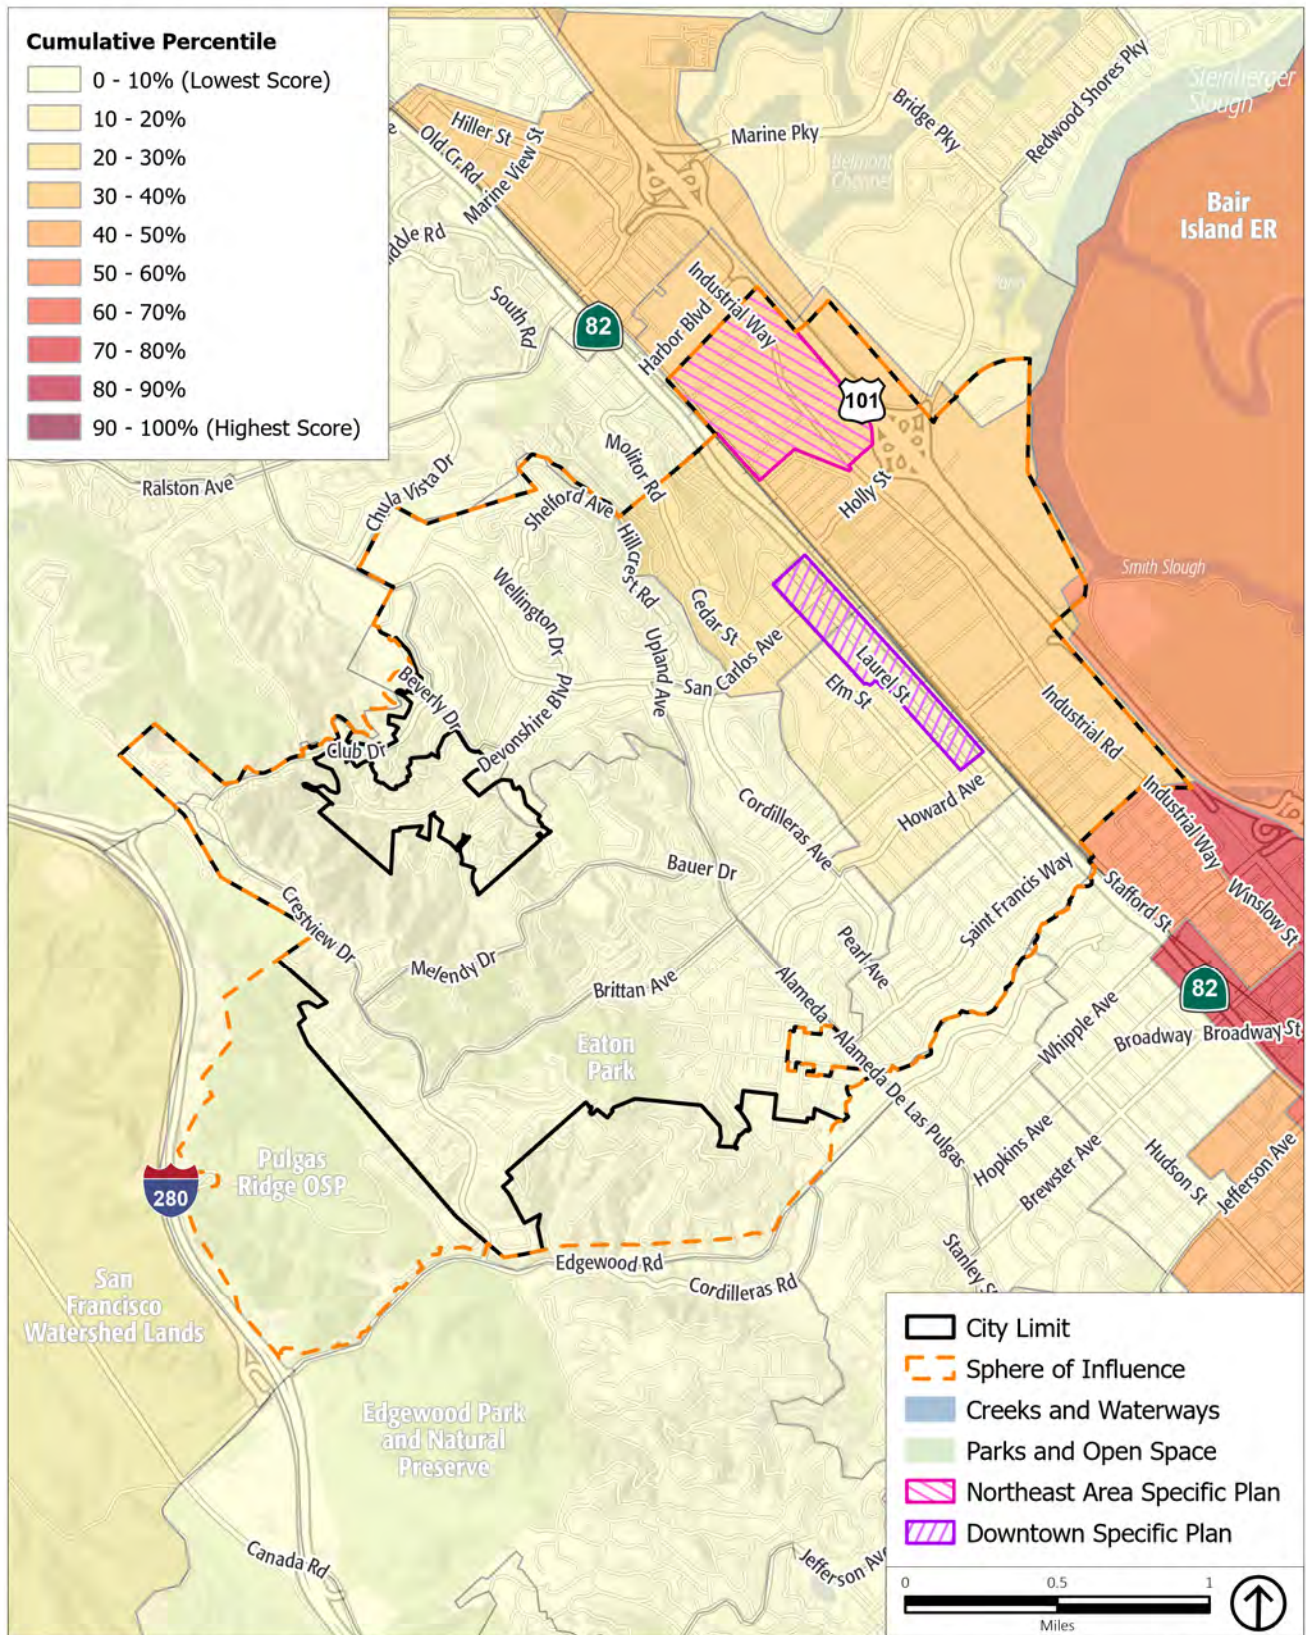 Cumulative Percentile
0 - 10% (Lowest Score)
10 - 20%
20 - 30%
30 - 40%
40 - 50%
50 - 60%
60 - 70%
70 - 80%
80 - 90%
90 - 100% (Highest Score)
Hiller St
Old Cr Rd
Marine View St
Marine Pky
Bridge Pky
Redwood Shores Pky
Steinberger
Slough
Belmont
Channel
Bair
Island ER
South Rd
82
Harbor Blvd
Industrial Way
101
Ralston Ave
Chula Vista Dr
Molitor Rd
Shelford Ave
Holly St
Hillcrest Rd
Wellington Dr
Cedar St
Smith Slough
Upland Ave
San Carlos Ave
Laurel St
Elm St
Beverly Dr
Devonshire Blvd
Club Dr
Industrial Rd
Howard Ave
Cordilleras Ave
Industrial Way
Bauer Dr
Saint Francis Way
Stafford St
Winslow St
Crestview Dr
Melendy Dr
Brittan Ave
Pearl Ave
Alameda
82
Whipple Ave
Broadway
Broadway St
Eaton
Park
Alameda De Las Pulgas
Hopkins Ave
Brewster Ave
Hudson St
Jefferson Ave
Pulgas
Ridge OSP
280
Edgewood Rd
Cordilleras Rd
Stanley St
San
Francisco
Watershed Lands
Edgewood Park
and Natural
Preserve
Canada Rd
Jefferson Av
City Limit
Sphere of Influence
Creeks and Waterways
Parks and Open Space
Northeast Area Specific Plan
Downtown Specific Plan
0 0.5 1
Miles